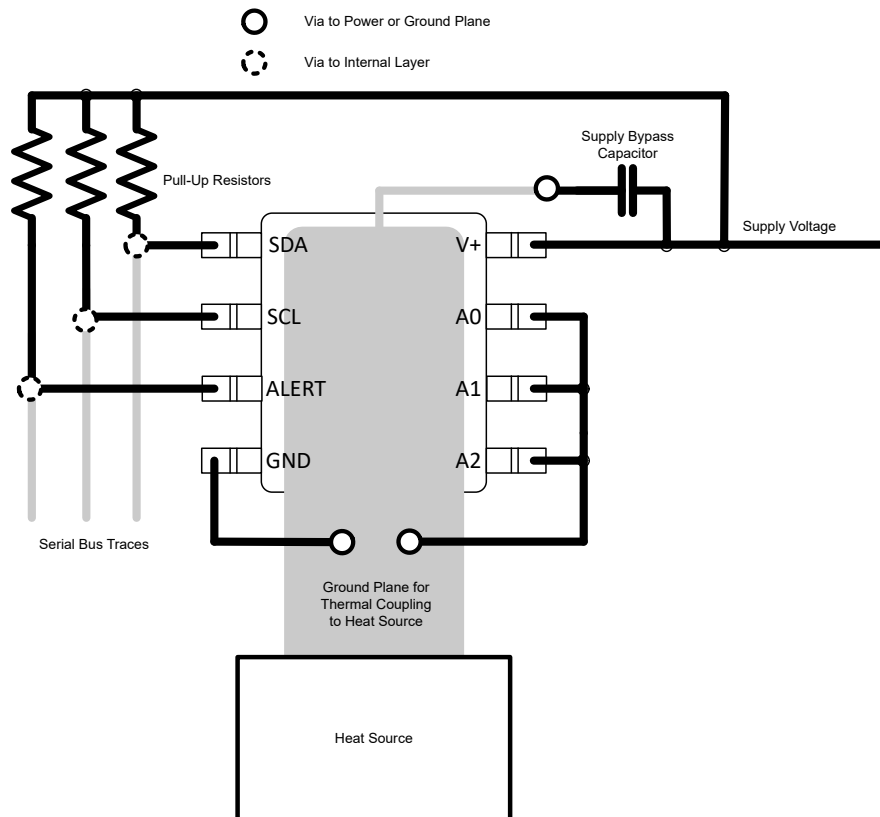 Via to Power or Ground Plane
Via to Internal Layer
Supply Bypass
Capacitor
Pull-Up Resistors
Supply Voltage
SDA
V+
SCL
A0
ALERT
A1
GND
A2
Serial Bus Traces
Ground Plane for
Thermal Coupling
to Heat Source
Heat Source